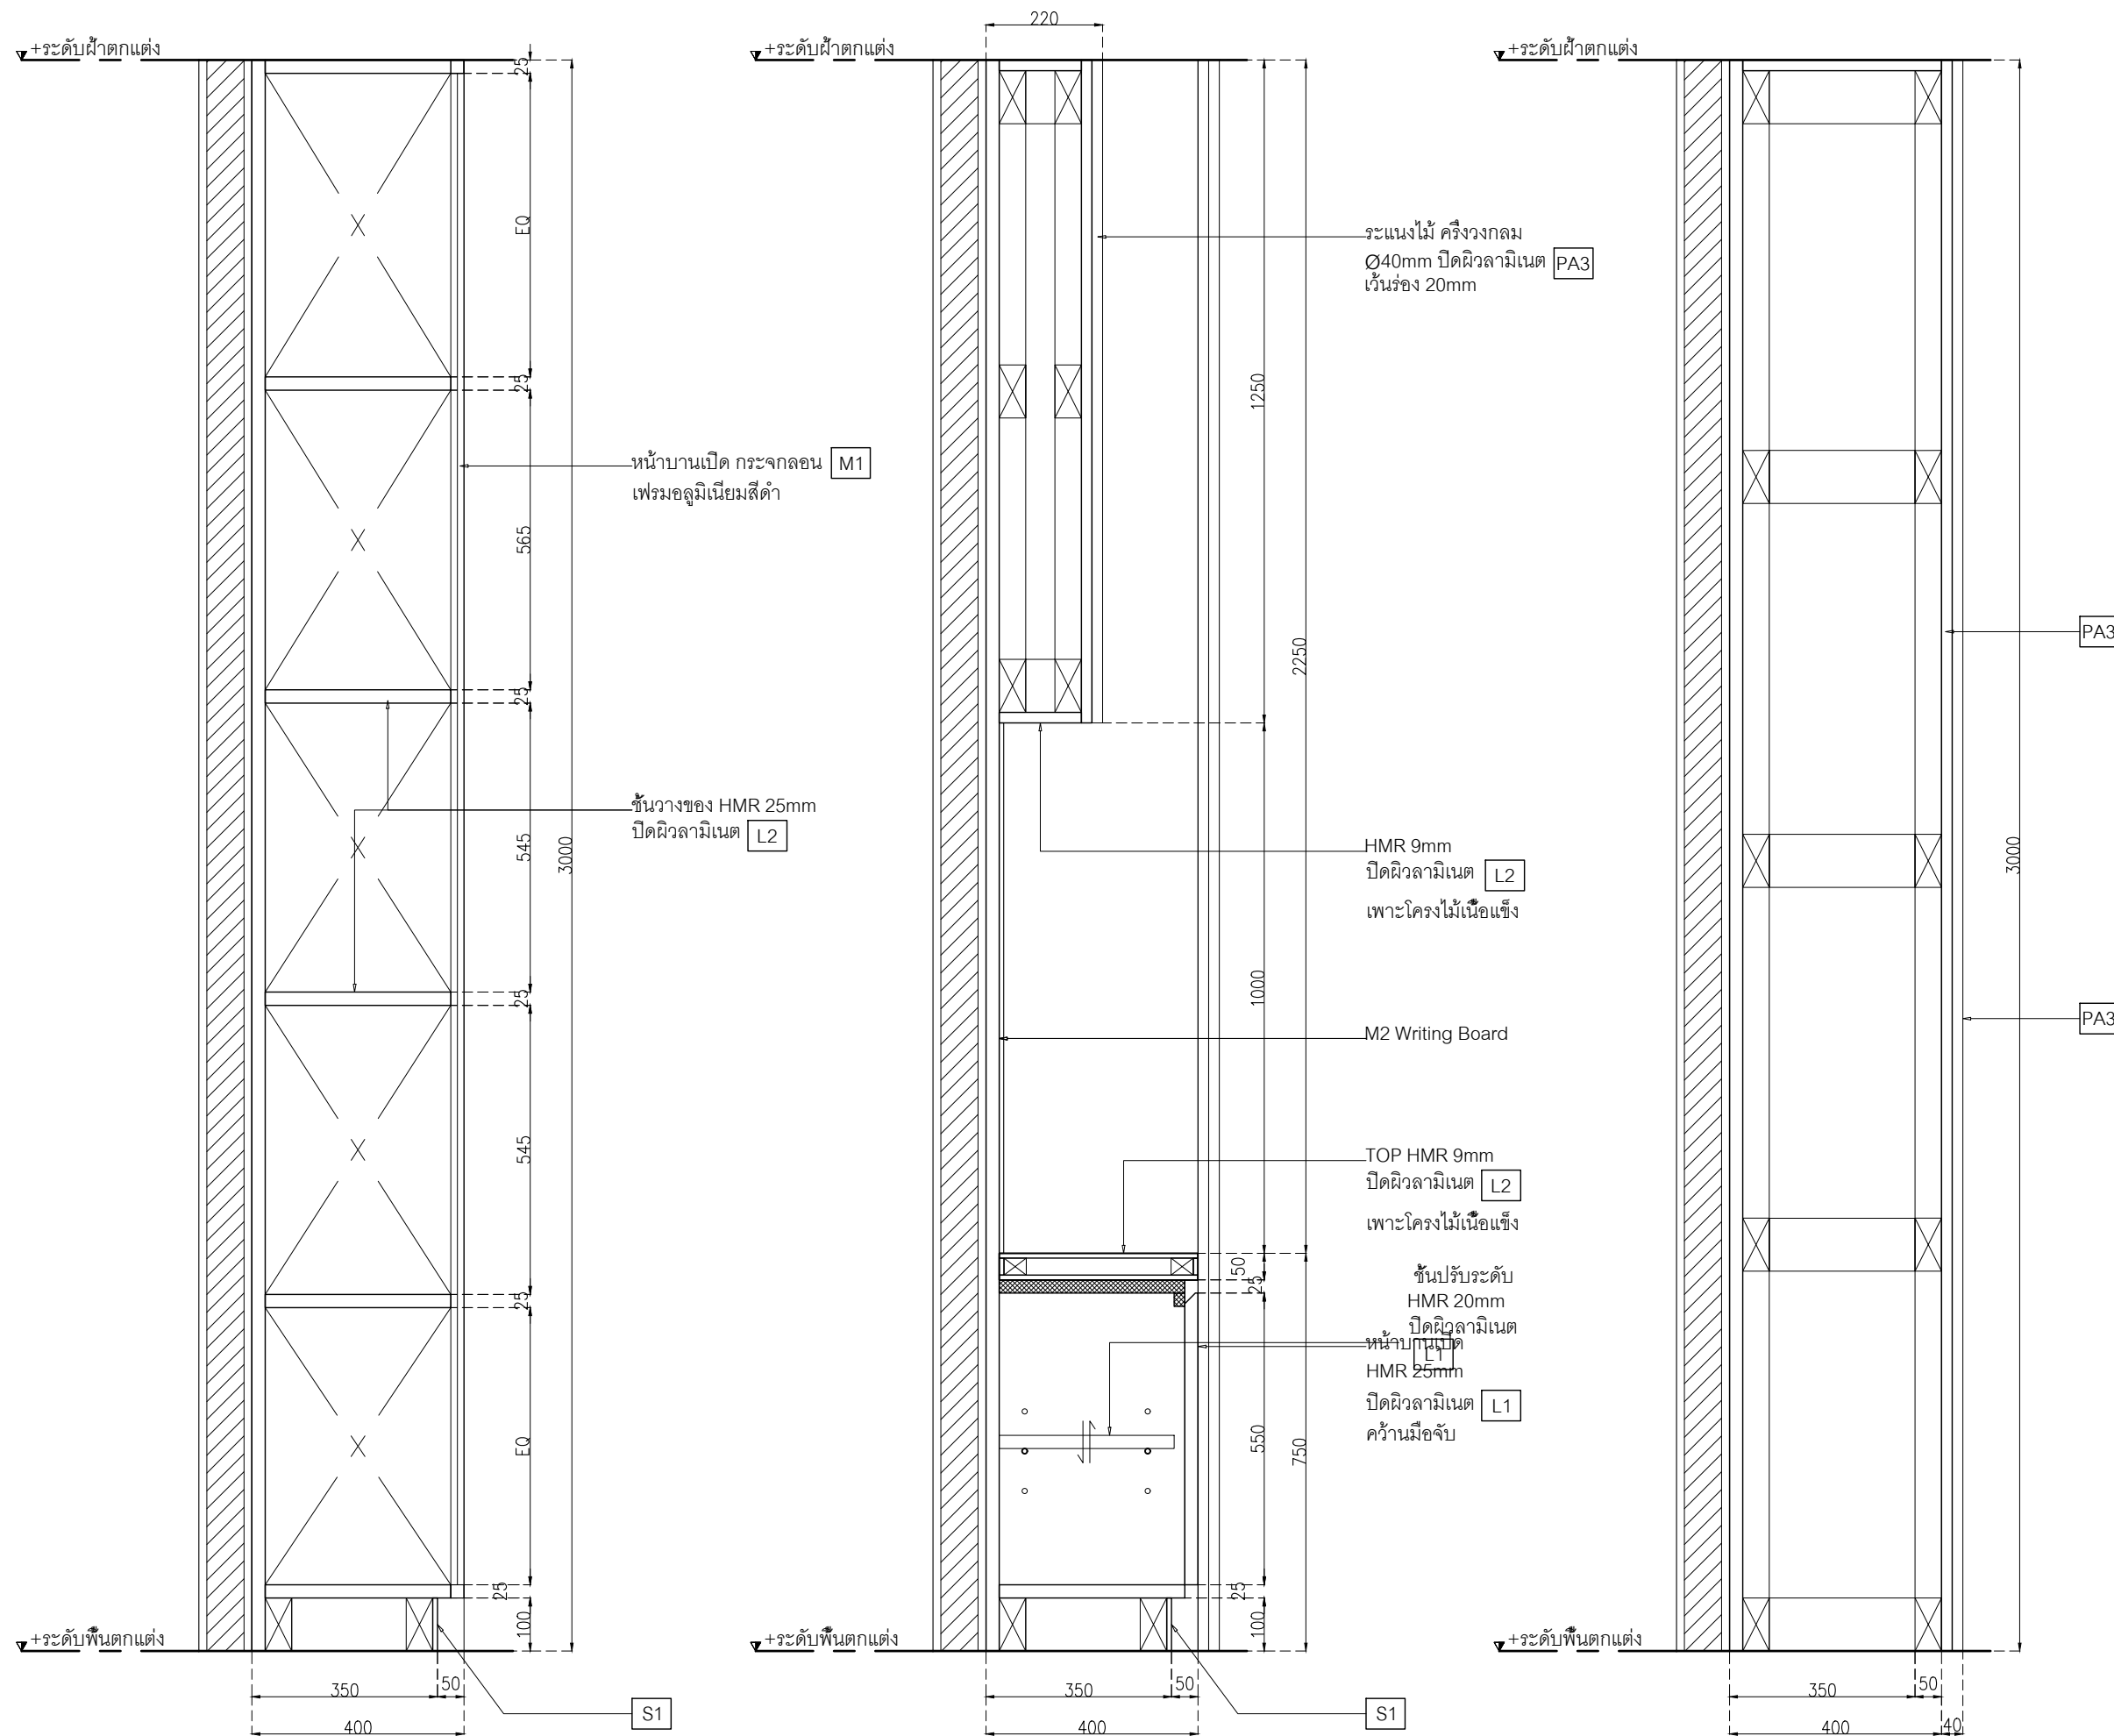 220
+ระดับฝ้าตกแต่ง
+ระดับฝ้าตกแต่ง
+ระดับฝ้าตกแต่ง
25
EQ
25
565
25
545
25
545
25
EQ
25
100
3000
หน้าบานเปิด กระจกลอน M1
เฟรมอลูมิเนียมสีดำ
ชั้นวางของ HMR 25mm
ปิดผิวลามิเนต L2
+ระดับพื้นตกแต่ง
350
50
400
S1
ระแนงไม้ ครึ่งวงกลม
Ø40mm ปิดผิวลามิเนต PA3
เว้นร่อง 20mm
1250
2250
1000
HMR 9mm
ปิดผิวลามิเนต L2
เพาะโครงไม้เนื้อแข็ง
M2 Writing Board
TOP HMR 9mm
ปิดผิวลามิเนต L2
เพาะโครงไม้เนื้อแข็ง
50
25
ชั้นปรับระดับ
HMR 20mm
ปิดผิวลามิเนต
L1
หน้าบานเปิด
HMR 25mm
ปิดผิวลามิเนต L1
คว้านมือจับ
550
750
25
100
+ระดับพื้นตกแต่ง
350
50
400
S1
PA3
PA3
3000
+ระดับพื้นตกแต่ง
350
50
400
40